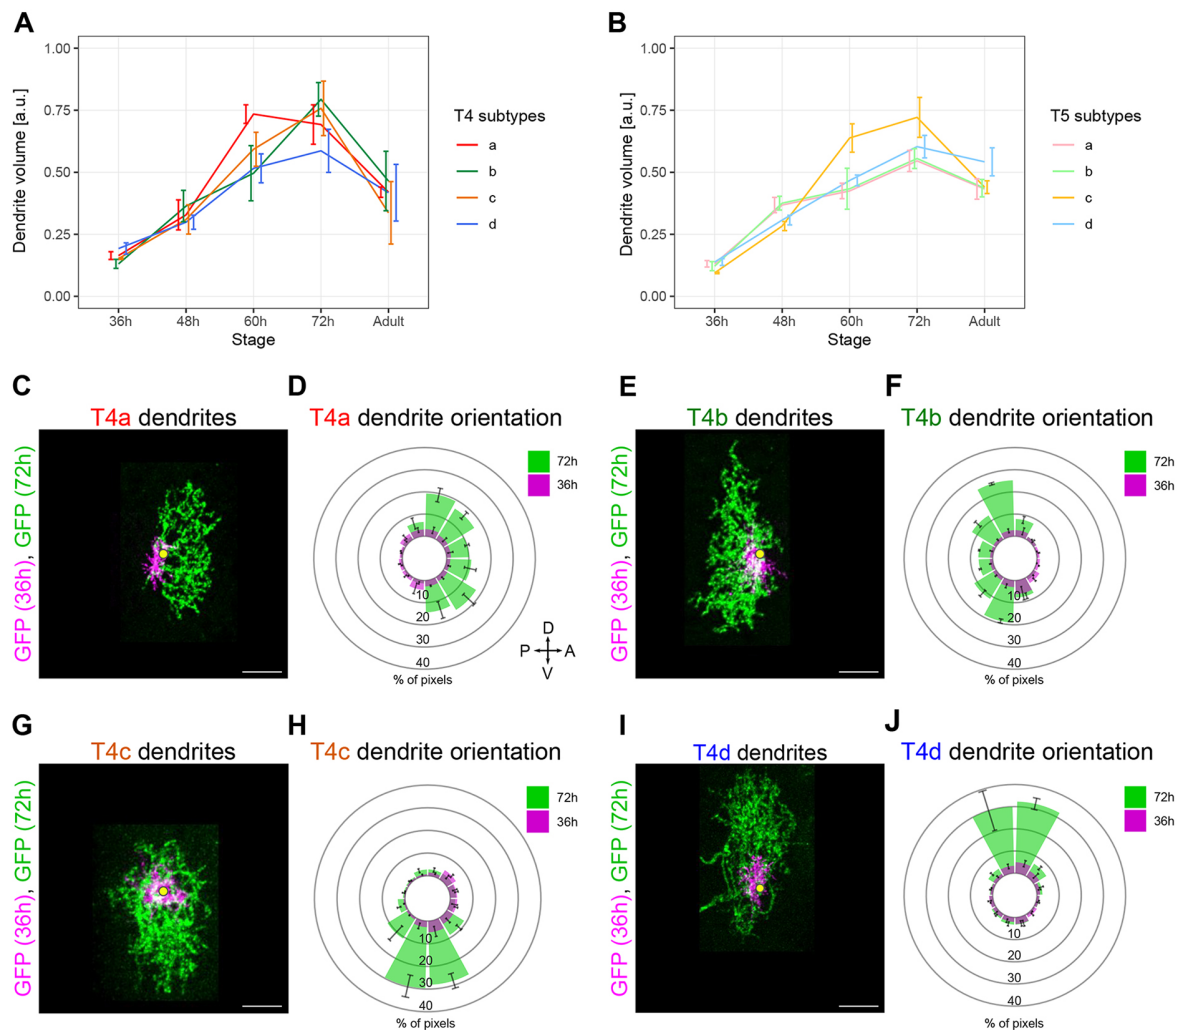 A
B
Dendrite volume [a.u.]
1.00
0.75
0.50
0.25
0.00
36h 48h 60h 72h Adult
Stage
T4 subtypes
a
b
c
d
Dendrite volume [a.u.]
1.00
0.75
0.50
0.25
0.00
36h 48h 60h 72h Adult
Stage
T5 subtypes
a
b
c
d
C
T4a dendrites
GFP (36h), GFP (72h)
D
T4a dendrite orientation
72h
36h
10
20
30
40
% of pixels
D
P A
V
E
T4b dendrites
GFP (36h), GFP (72h)
F
T4b dendrite orientation
72h
36h
10
20
30
40
% of pixels
G
T4c dendrites
GFP (36h), GFP (72h)
H
T4c dendrite orientation
72h
36h
10
20
30
40
% of pixels
I
T4d dendrites
GFP (36h), GFP (72h)
J
T4d dendrite orientation
72h
36h
10
20
30
40
% of pixels